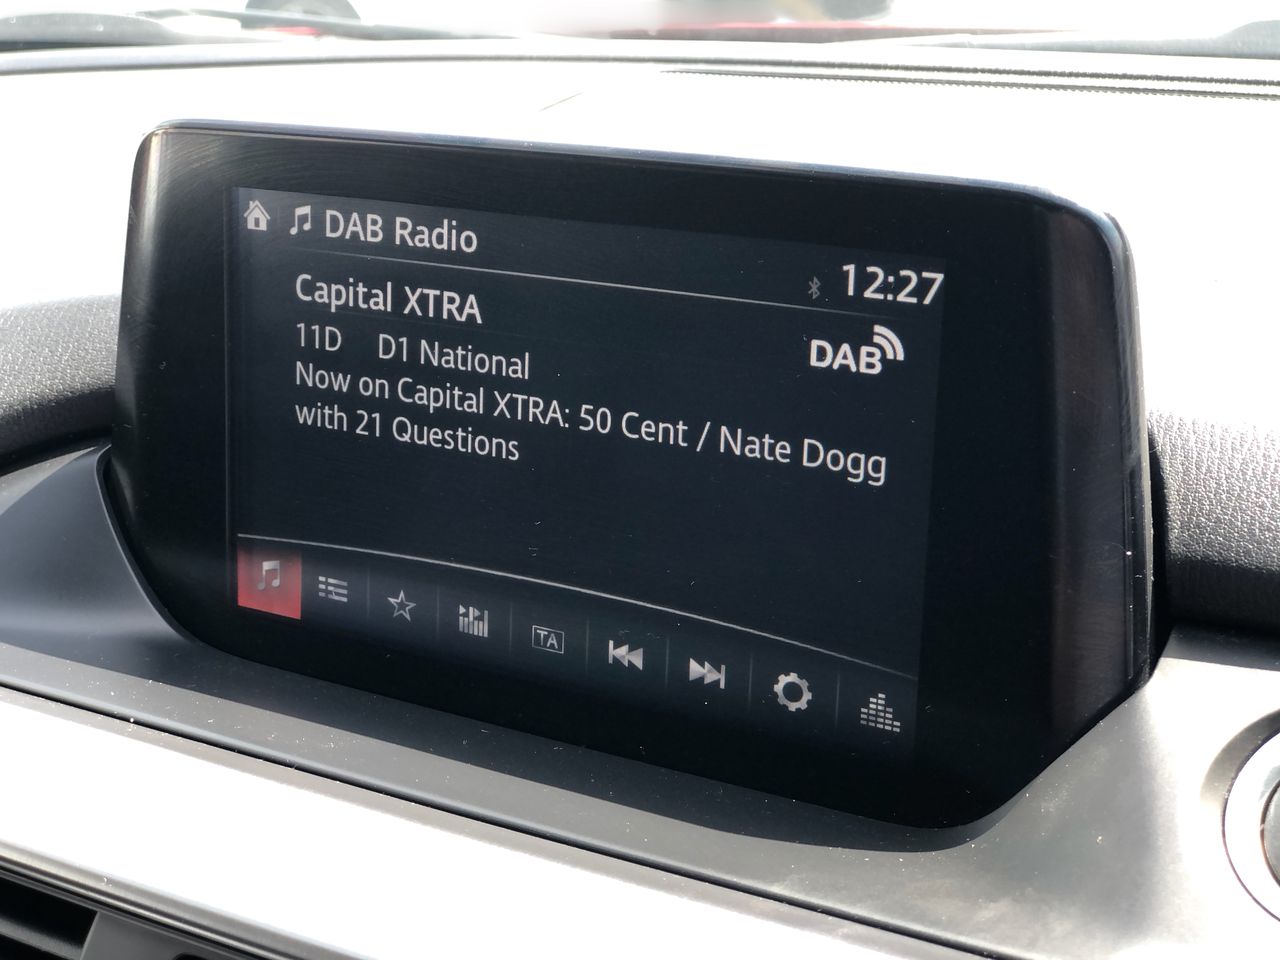 DAB Radio
12:27
Capital XTRA
DAB
11D D1 National
Now on Capital XTRA: 50 Cent / Nate Dogg
with 21 Questions
TA